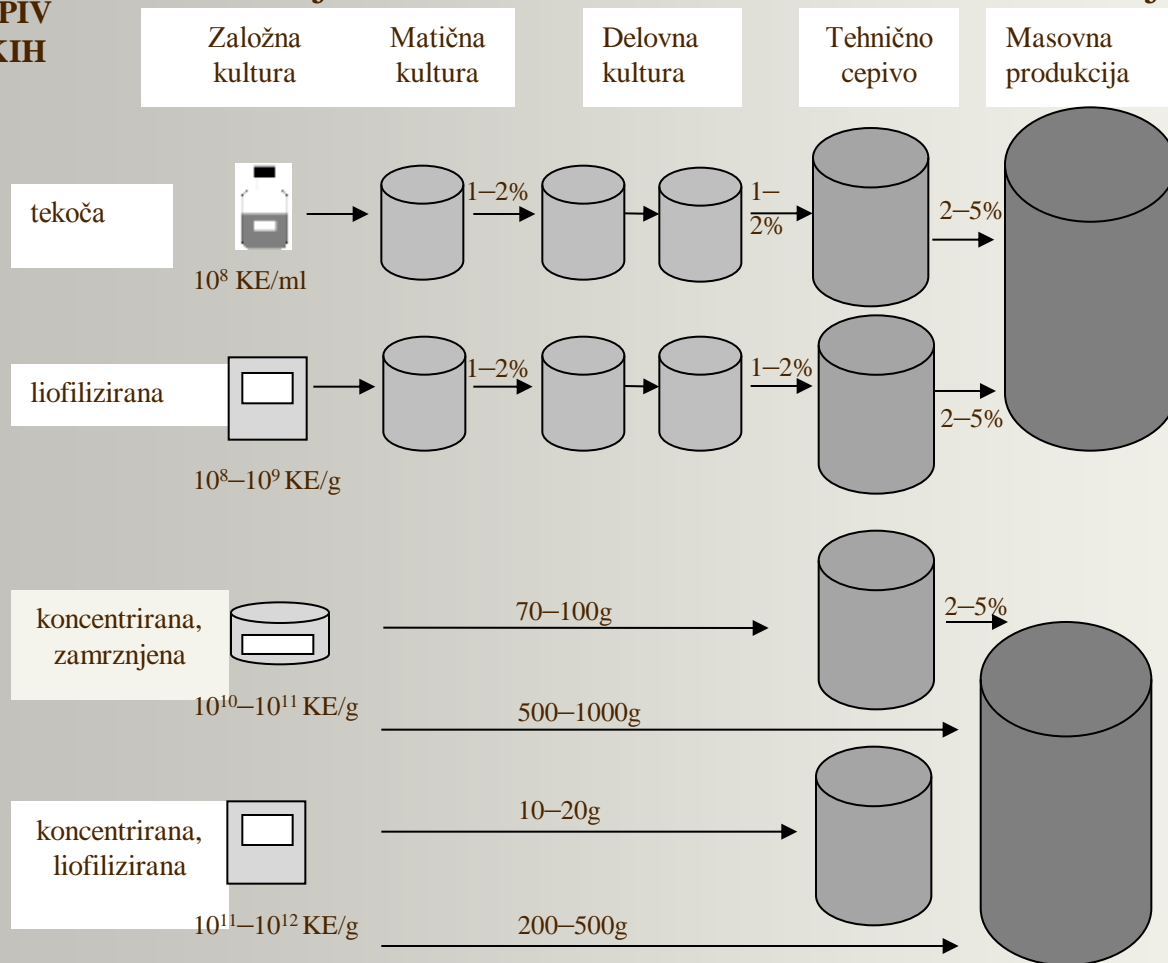 PIV
KIH
Založna
kultura
Matična
kultura
Delovna
kultura
Tehnično
cepivo
Masovna
produkcija
tekoča
10⁸ KE/ml
1–2%
1–
2%
2–5%
liofilizirana
10⁸–10⁹ KE/g
1–2%
1–2%
2–5%
koncentrirana,
zamrznjena
10¹⁰–10¹¹ KE/g
70–100g
2–5%
500–1000g
koncentrirana,
liofilizirana
10¹¹–10¹² KE/g
10–20g
200–500g